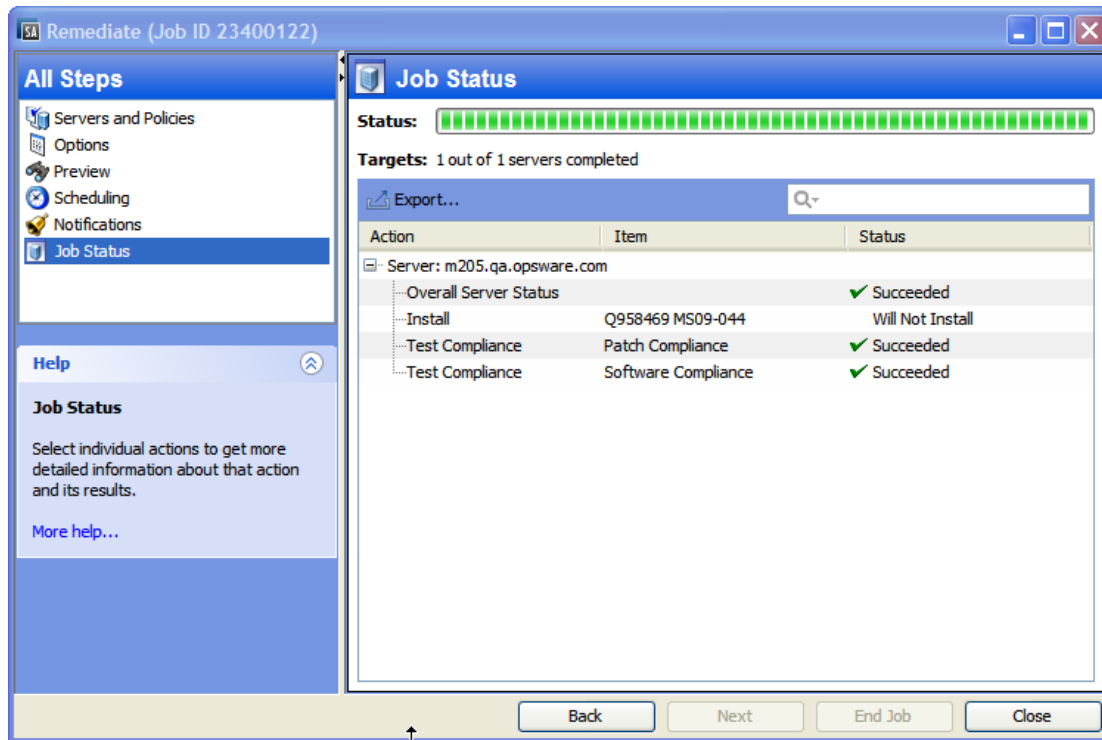 SA Remediate (Job ID 23400122)
All Steps
Servers and Policies
Options
Preview
Scheduling
Notifications
Job Status
Help
Job Status
Select individual actions to get more
detailed information about that action
and its results.
More help...
Job Status
Status:
Targets: 1 out of 1 servers completed
Export...
Action Item Status
Server: m205.qa.opsware.com
Overall Server Status Succeeded
Install Q958469 MS09-044 Will Not Install
Test Compliance Patch Compliance Succeeded
Test Compliance Software Compliance Succeeded
Back Next End Job Close